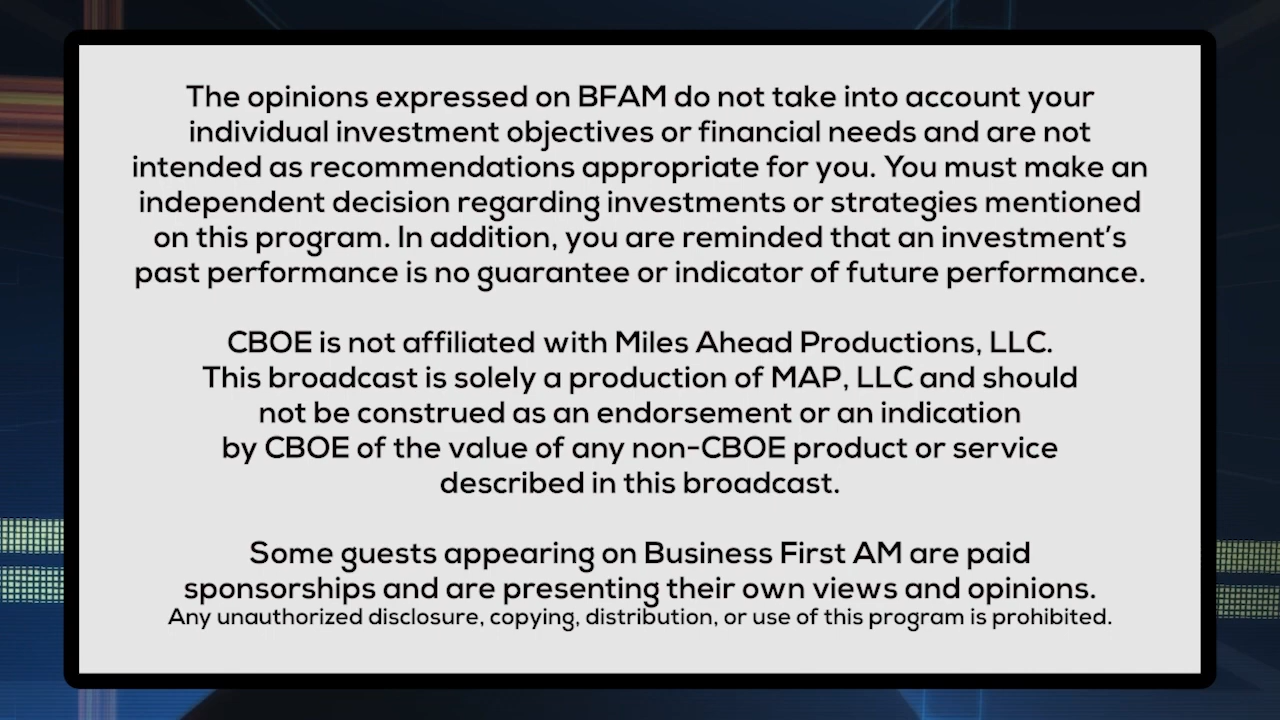 The opinions expressed on BFAM do not take into account your
individual investment objectives or financial needs and are not
intended as recommendations appropriate for you. You must make an
independent decision regarding investments or strategies mentioned
on this program. In addition, you are reminded that an investment's
past performance is no guarantee or indicator of future performance.
CBOE is not affiliated with Miles Ahead Productions, LLC.
This broadcast is solely a production of MAP, LLC and should
not be construed as an endorsement or an indication
by CBOE of the value of any non-CBOE product or service
described in this broadcast.
Some guests appearing on Business First AM are paid
sponsorships and are presenting their own views and opinions.
Any unauthorized disclosure, copying, distribution, or use of this program is prohibited.